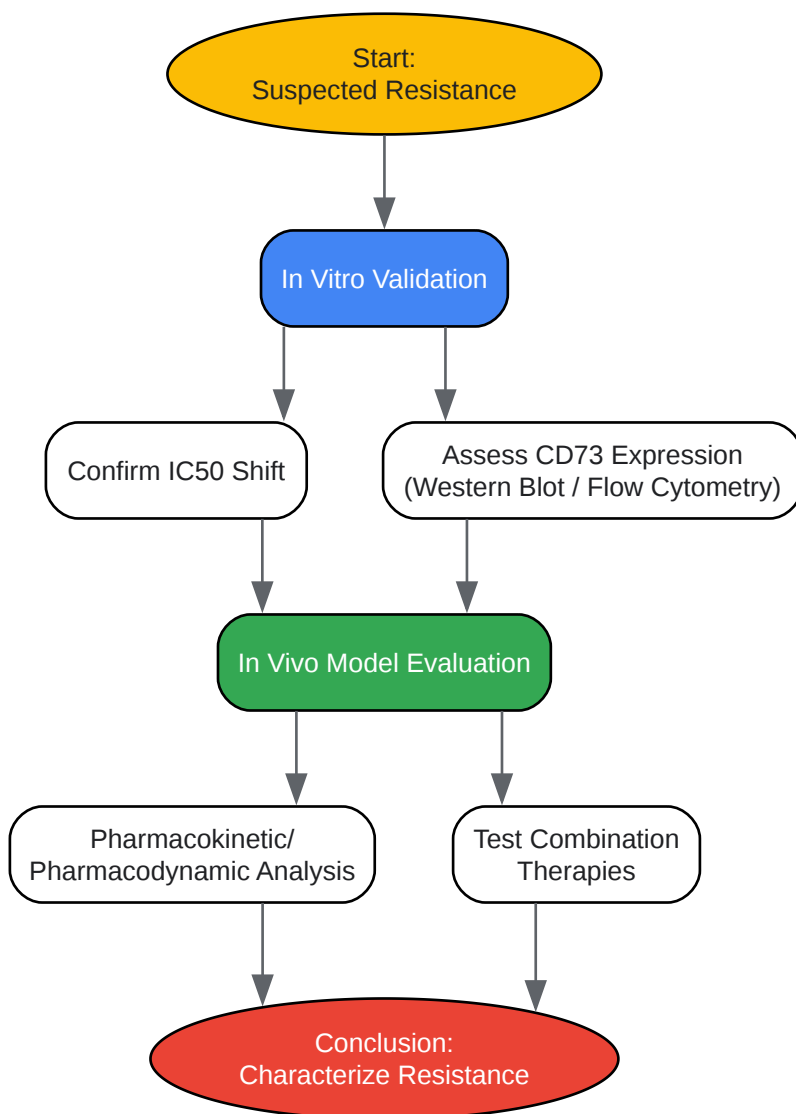 Start:
Suspected Resistance
In Vitro Validation
Confirm IC50 Shift
Assess CD73 Expression
(Western Blot / Flow Cytometry)
In Vivo Model Evaluation
Pharmacokinetic/
Pharmacodynamic Analysis
Test Combination
Therapies
Conclusion:
Characterize Resistance